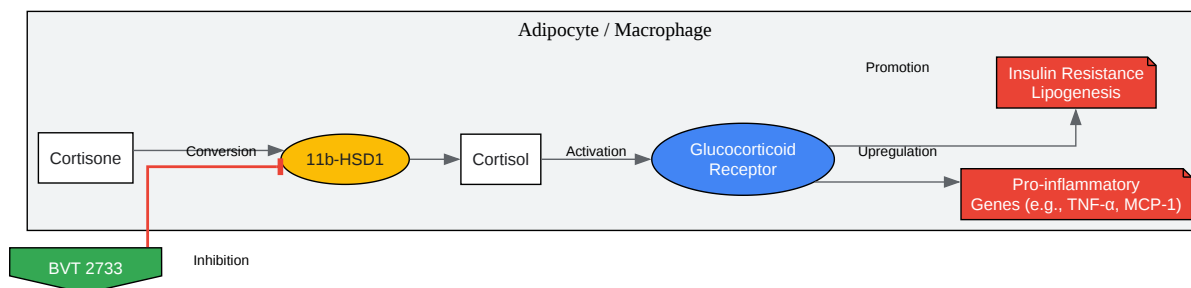 Adipocyte / Macrophage
Promotion
Insulin Resistance
Lipogenesis
Cortisone
Conversion
11b-HSD1
Cortisol
Activation
Glucocorticoid
Receptor
Upregulation
Pro-inflammatory
Genes (e.g., TNF-α, MCP-1)
BVT 2733
Inhibition